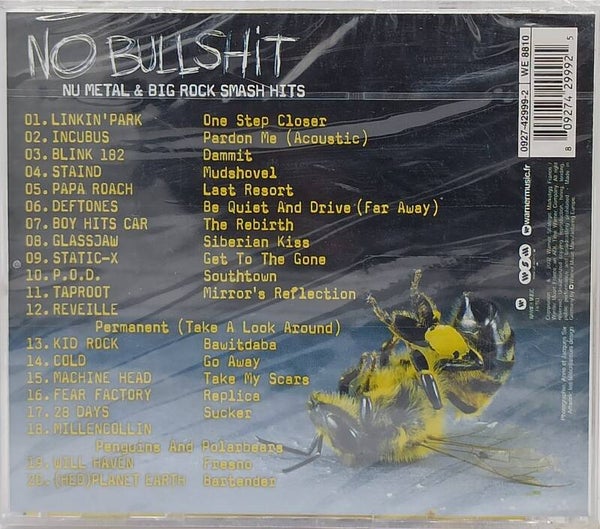 NO BULLSHiT
NU METAL & BIG ROCK SMASH HITS
01. LINKIN'PARK One Step Closer
02. INCUBUS Pardon Me (Acoustic)
03. BLINK 182 Dammit
04. STAIND Mudshovel
05. PAPA ROACH Last Resort
06. DEFTONES Be Quiet And Drive (Far Away)
07. BOY HITS CAR The Rebirth
08. GLASSJAW Siberian Kiss
09. STATIC-X Get To The Gone
10. P.O.D. Southtown
11. TAPROOT Mirror's Reflection
12. REVEILLE
Permanent (Take A Look Around)
13. KID ROCK Bawitdaba
14. COLD Go Away
15. MACHINE HEAD Take My Scars
16. FEAR FACTORY Replica
17. 28 DAYS Sucker
18. MILLENCOLLIN
Penguins And Polarbears
19. WILL HAVEN Fresno
20. (HED)PLANET EARTH Bartender
0927-42999-2 WE 8810
8 09274 29992 5
warnermusic.fr